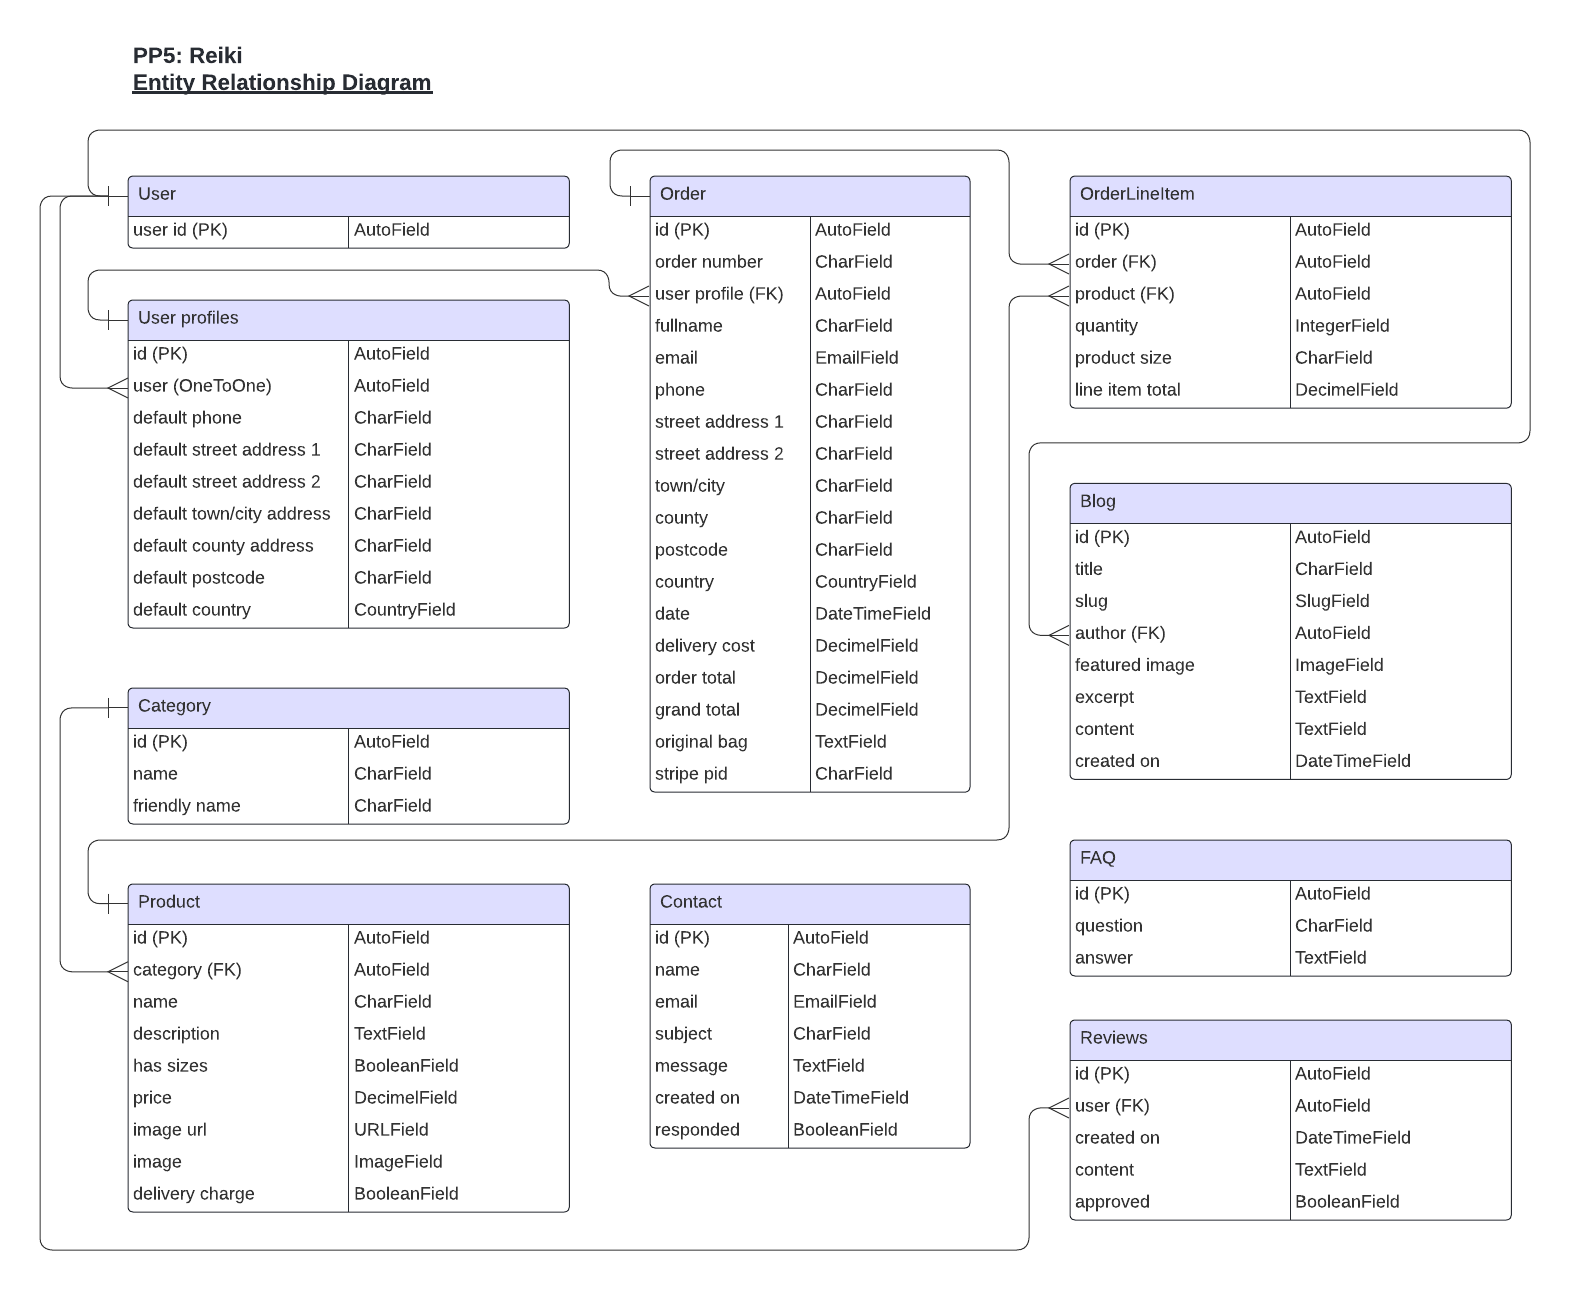 PP5: Reiki
Entity Relationship Diagram
User
user id (PK) AutoField
User profiles
id (PK) AutoField
user (OneToOne) AutoField
default phone CharField
default street address 1 CharField
default street address 2 CharField
default town/city address CharField
default county address CharField
default postcode CharField
default country CountryField
Category
id (PK) AutoField
name CharField
friendly name CharField
Product
id (PK) AutoField
category (FK) AutoField
name CharField
description TextField
has sizes BooleanField
price DecimelField
image url URLField
image ImageField
delivery charge BooleanField
Order
id (PK) AutoField
order number CharField
user profile (FK) AutoField
fullname CharField
email EmailField
phone CharField
street address 1 CharField
street address 2 CharField
town/city CharField
county CharField
postcode CharField
country CountryField
date DateTimeField
delivery cost DecimelField
order total DecimelField
grand total DecimelField
original bag TextField
stripe pid CharField
Contact
id (PK) AutoField
name CharField
email EmailField
subject CharField
message TextField
created on DateTimeField
responded BooleanField
OrderLineItem
id (PK) AutoField
order (FK) AutoField
product (FK) AutoField
quantity IntegerField
product size CharField
line item total DecimelField
Blog
id (PK) AutoField
title CharField
slug SlugField
author (FK) AutoField
featured image ImageField
excerpt TextField
content TextField
created on DateTimeField
FAQ
id (PK) AutoField
question CharField
answer TextField
Reviews
id (PK) AutoField
user (FK) AutoField
created on DateTimeField
content TextField
approved BooleanField